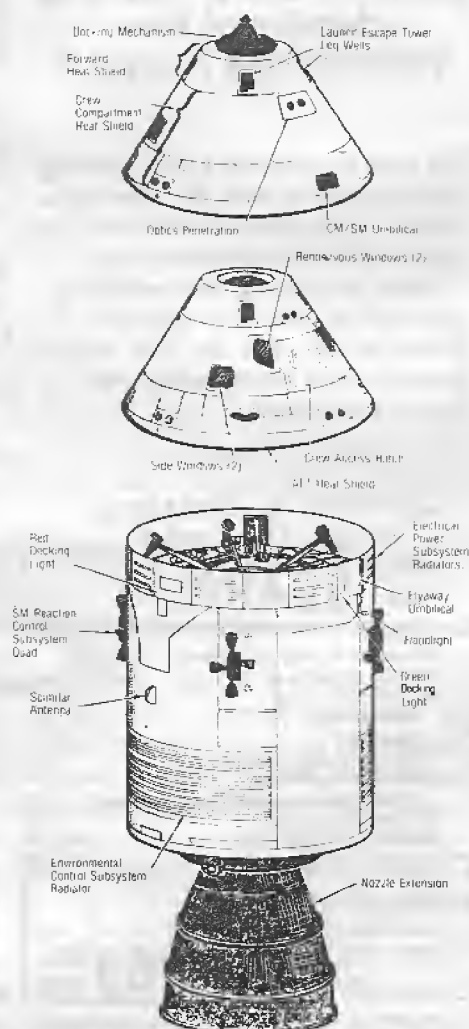 Docking Mechanism
Launch Escape Tower
Leg Wells
Forward
Heat Shield
Crew
Compartment
Heat Shield
Optics Penetration
CM/SM Umbilical
Rendezvous Windows (2)
Side Windows (2)
Crew Access Hatch
Aft Heat Shield
Red
Docking
Light
Electrical
Power
Subsystem
Radiators
Flyaway
Umbilical
SM Reaction
Control
Subsystem
Quad
Floodlight
Green
Docking
Light
Scimitar
Antenna
Environmental
Control Subsystem
Radiator
Nozzle Extension